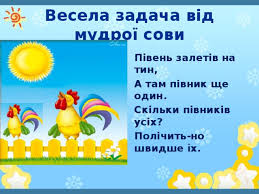 Весела задача від
мудрої сови
Півень залетів на
тин,
А там півник ще
один.
Скільки півників
усіх?
Полічить-но
швидше їх.